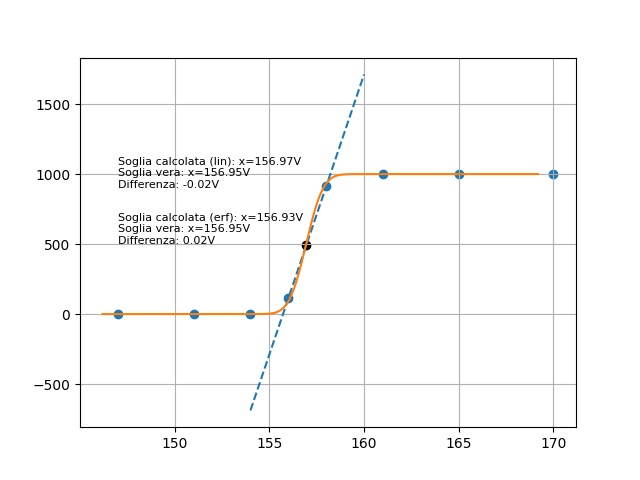 1500
Soglia calcolata (lin): x=156.97V
Soglia vera: x=156.95V
Differenza: -0.02V
1000
Soglia calcolata (erf): x=156.93V
Soglia vera: x=156.95V
Differenza: 0.02V
500
0
−500
150 155 160 165 170